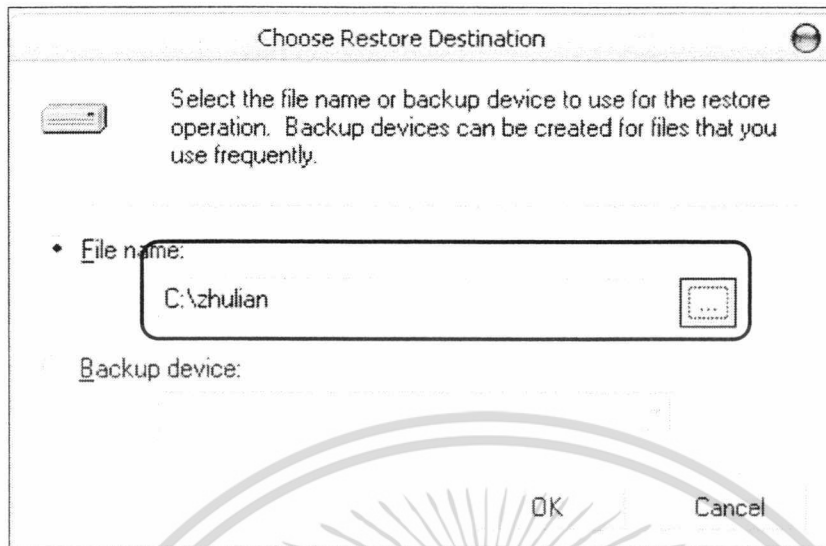 Choose Restore Destination
Select the file name or backup device to use for the restore
operation. Backup devices can be created for files that you
use frequently.
File name:
C:\zhulian
...
Backup device:
OK
Cancel